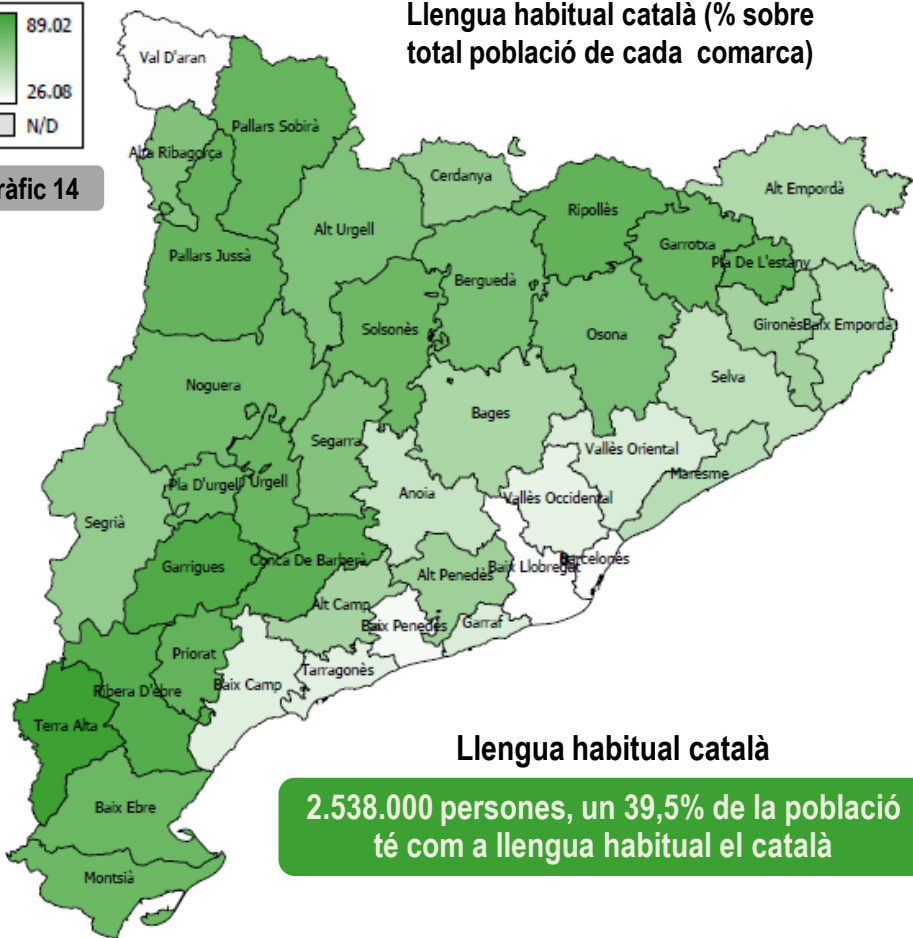 Llengua habitual català (% sobre
total població de cada comarca)
89.02
26.08
N/D
ràfic 14
Val D'aran
Pallars Sobirà
Alta Ribagorça
Cerdanya
Alt Empordà
Ripollès
Alt Urgell
Garrotxa
Pallars Jussà
Pla De L'estany
Berguedà
Solsonès
Osona
Gironès
Baix Empordà
Noguera
Selva
Bages
Segarra
Vallès Oriental
Maresme
Pla D'urgell
Urgell
Anoia
Vallès Occidental
Segrià
Garrigues
Conca De Barberà
Barcelonès
Baix Llobregat
Alt Penedès
Alt Camp
Baix Penedès
Garraf
Priorat
Tarragonès
Baix Camp
Ribera D'ebre
Terra Alta
Baix Ebre
Montsià
Llengua habitual català
2.538.000 persones, un 39,5% de la població
té com a llengua habitual el català